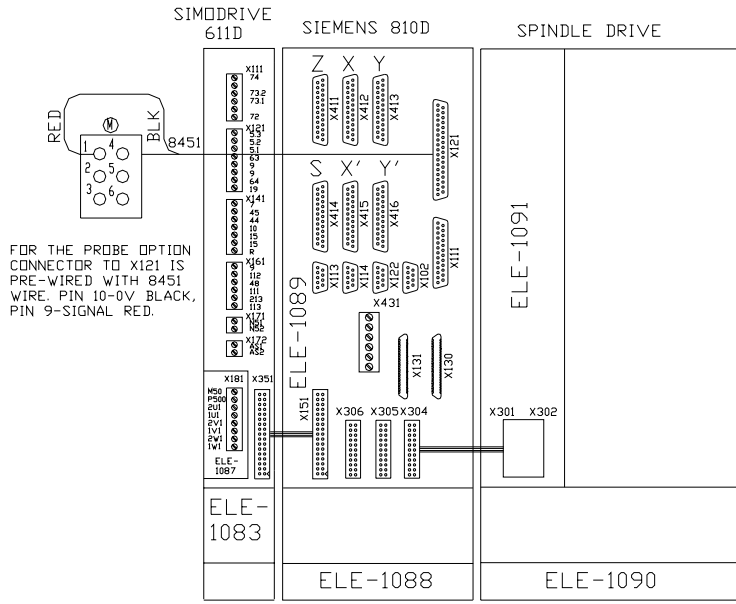 SIMODRIVE
611D
SIEMENS 810D
SPINDLE DRIVE
X111
74
73.2
73.1
72
X121
5.3
5.2
5.1
63
9
9
64
19
X141
7
45
44
10
15
15
R
X161
9
112
48
111
213
113
X171
NS1
NS2
X172
AS1
AS2
Z X Y
X411
X412
X413
X121
RED
M
BLK
8451
1 4
2 5
3 6
S X' Y'
X414
X415
X416
X111
FOR THE PROBE OPTION
CONNECTOR TO X121 IS
PRE-WIRED WITH 8451
WIRE. PIN 10-0V BLACK,
PIN 9-SIGNAL RED.
X113
X114
X122
X102
ELE-1089
X431
X131
X130
ELE-1091
X181 X351
M50
P500
2U1
1U1
2V1
1V1
2W1
1W1
ELE-
1087
X151
X306 X305 X304
X301 X302
ELE-
1083
ELE-1088
ELE-1090